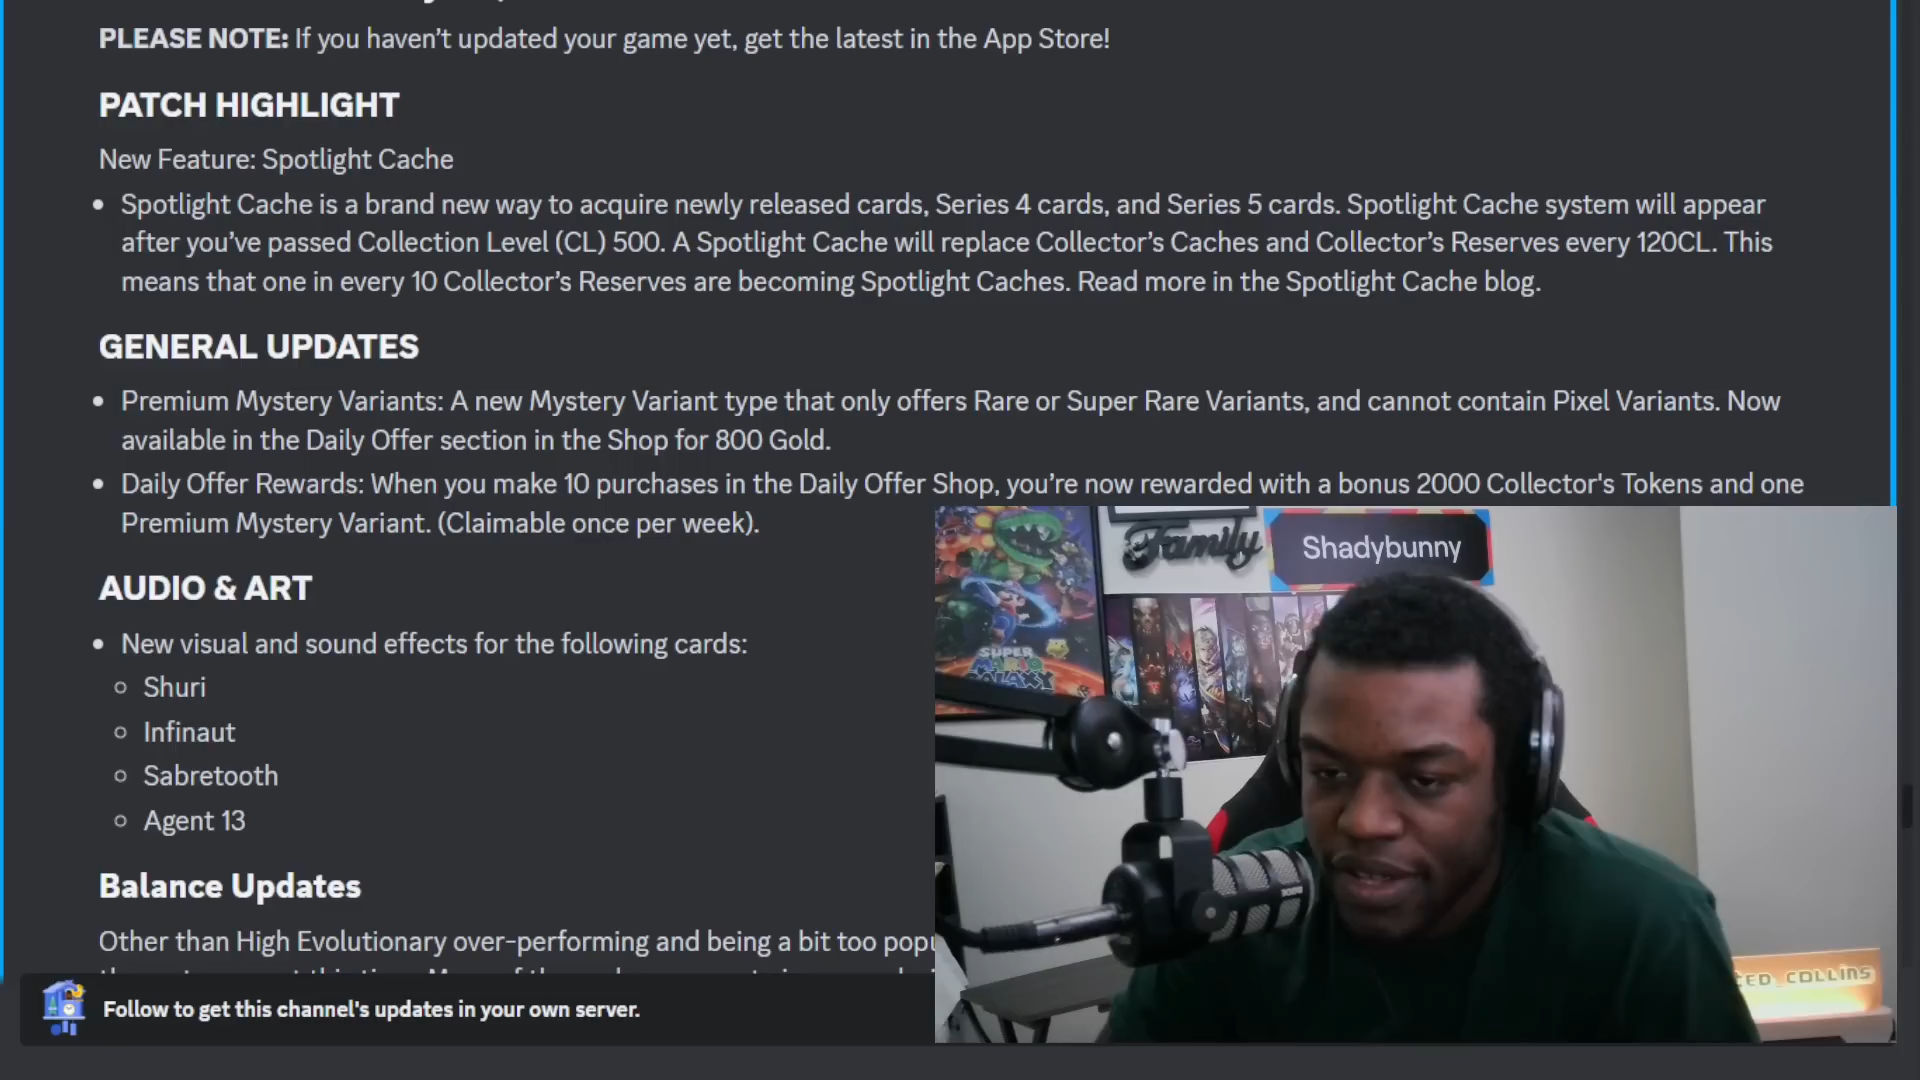 PLEASE NOTE: If you haven’t updated your game yet, get the latest in the App Store!
PATCH HIGHLIGHT
New Feature: Spotlight Cache
• Spotlight Cache is a brand new way to acquire newly released cards, Series 4 cards, and Series 5 cards. Spotlight Cache system will appear
after you’ve passed Collection Level (CL) 500. A Spotlight Cache will replace Collector’s Caches and Collector’s Reserves every 120CL. This
means that one in every 10 Collector’s Reserves are becoming Spotlight Caches. Read more in the Spotlight Cache blog.
GENERAL UPDATES
• Premium Mystery Variants: A new Mystery Variant type that only offers Rare or Super Rare Variants, and cannot contain Pixel Variants. Now
available in the Daily Offer section in the Shop for 800 Gold.
• Daily Offer Rewards: When you make 10 purchases in the Daily Offer Shop, you’re now rewarded with a bonus 2000 Collector's Tokens and one
Premium Mystery Variant. (Claimable once per week).
AUDIO & ART
• New visual and sound effects for the following cards:
○ Shuri
○ Infinaut
○ Sabretooth
○ Agent 13
Balance Updates
Other than High Evolutionary over-performing and being a bit too
Follow to get this channel's updates in your own server.
Family
Shadybunny
SUPER
MARIO
GALAXY
COLLINS